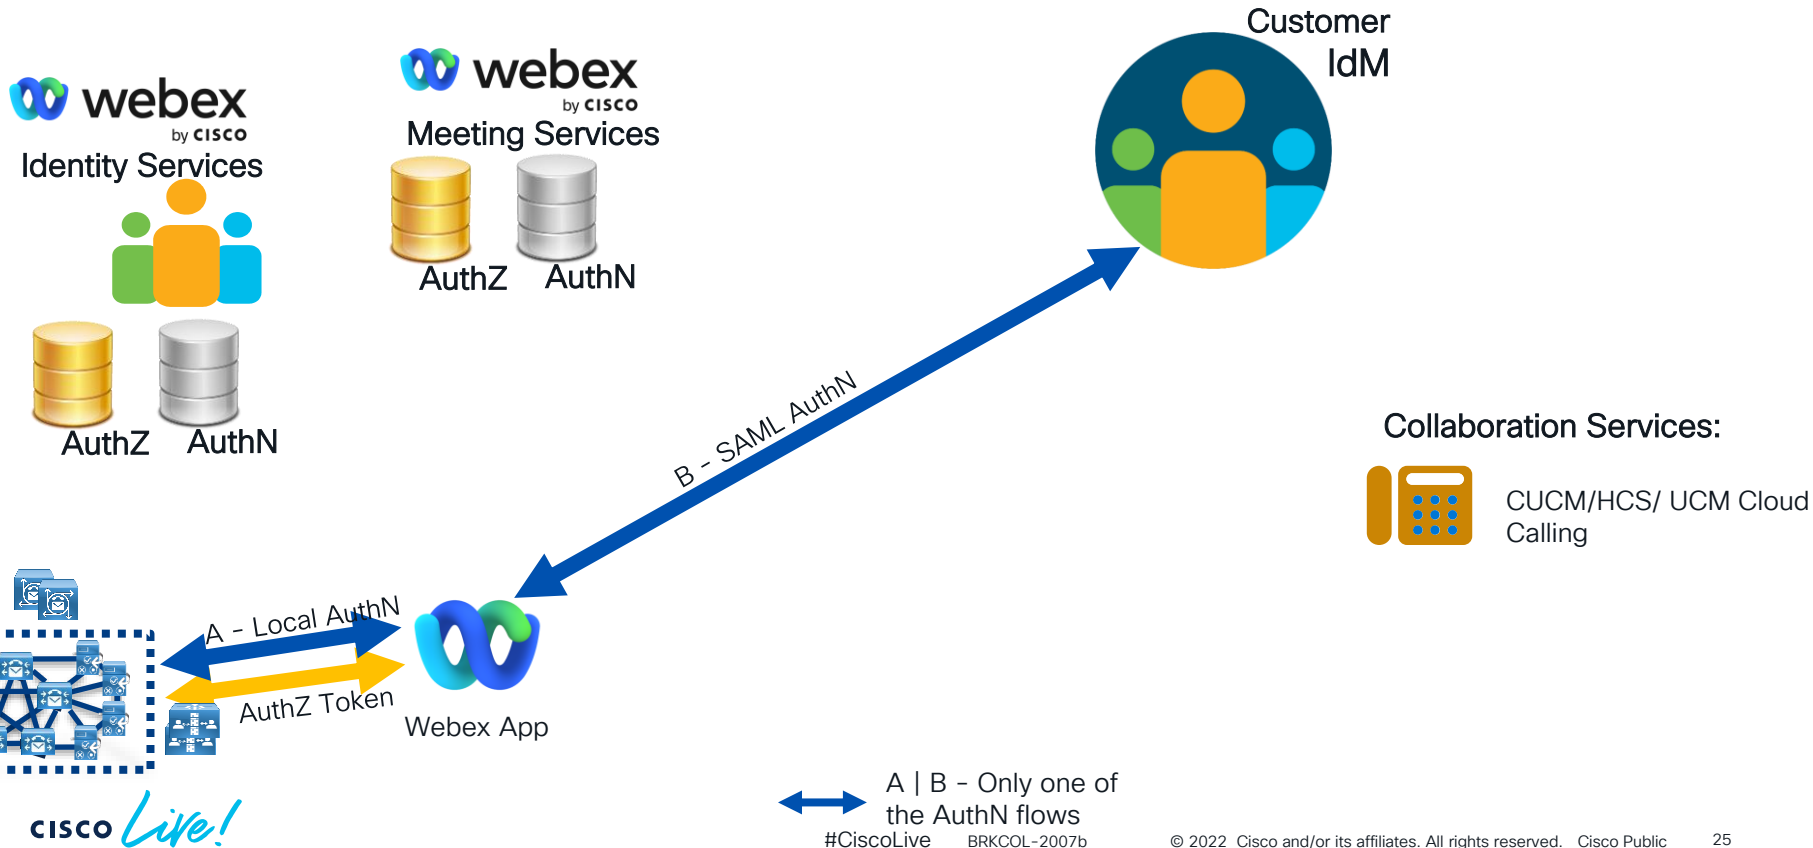 Customer
IdM
webex
by CISCO
Identity Services
AuthZ
AuthN
webex
by CISCO
Meeting Services
AuthZ
AuthN
B - SAML AuthN
Collaboration Services:
CUCM/HCS/ UCM Cloud
Calling
A - Local AuthN
AuthZ Token
Webex App
A | B - Only one of
the AuthN flows
CISCO Live!
#CiscoLive
BRKCOL-2007b
© 2022 Cisco and/or its affiliates. All rights reserved. Cisco Public
25